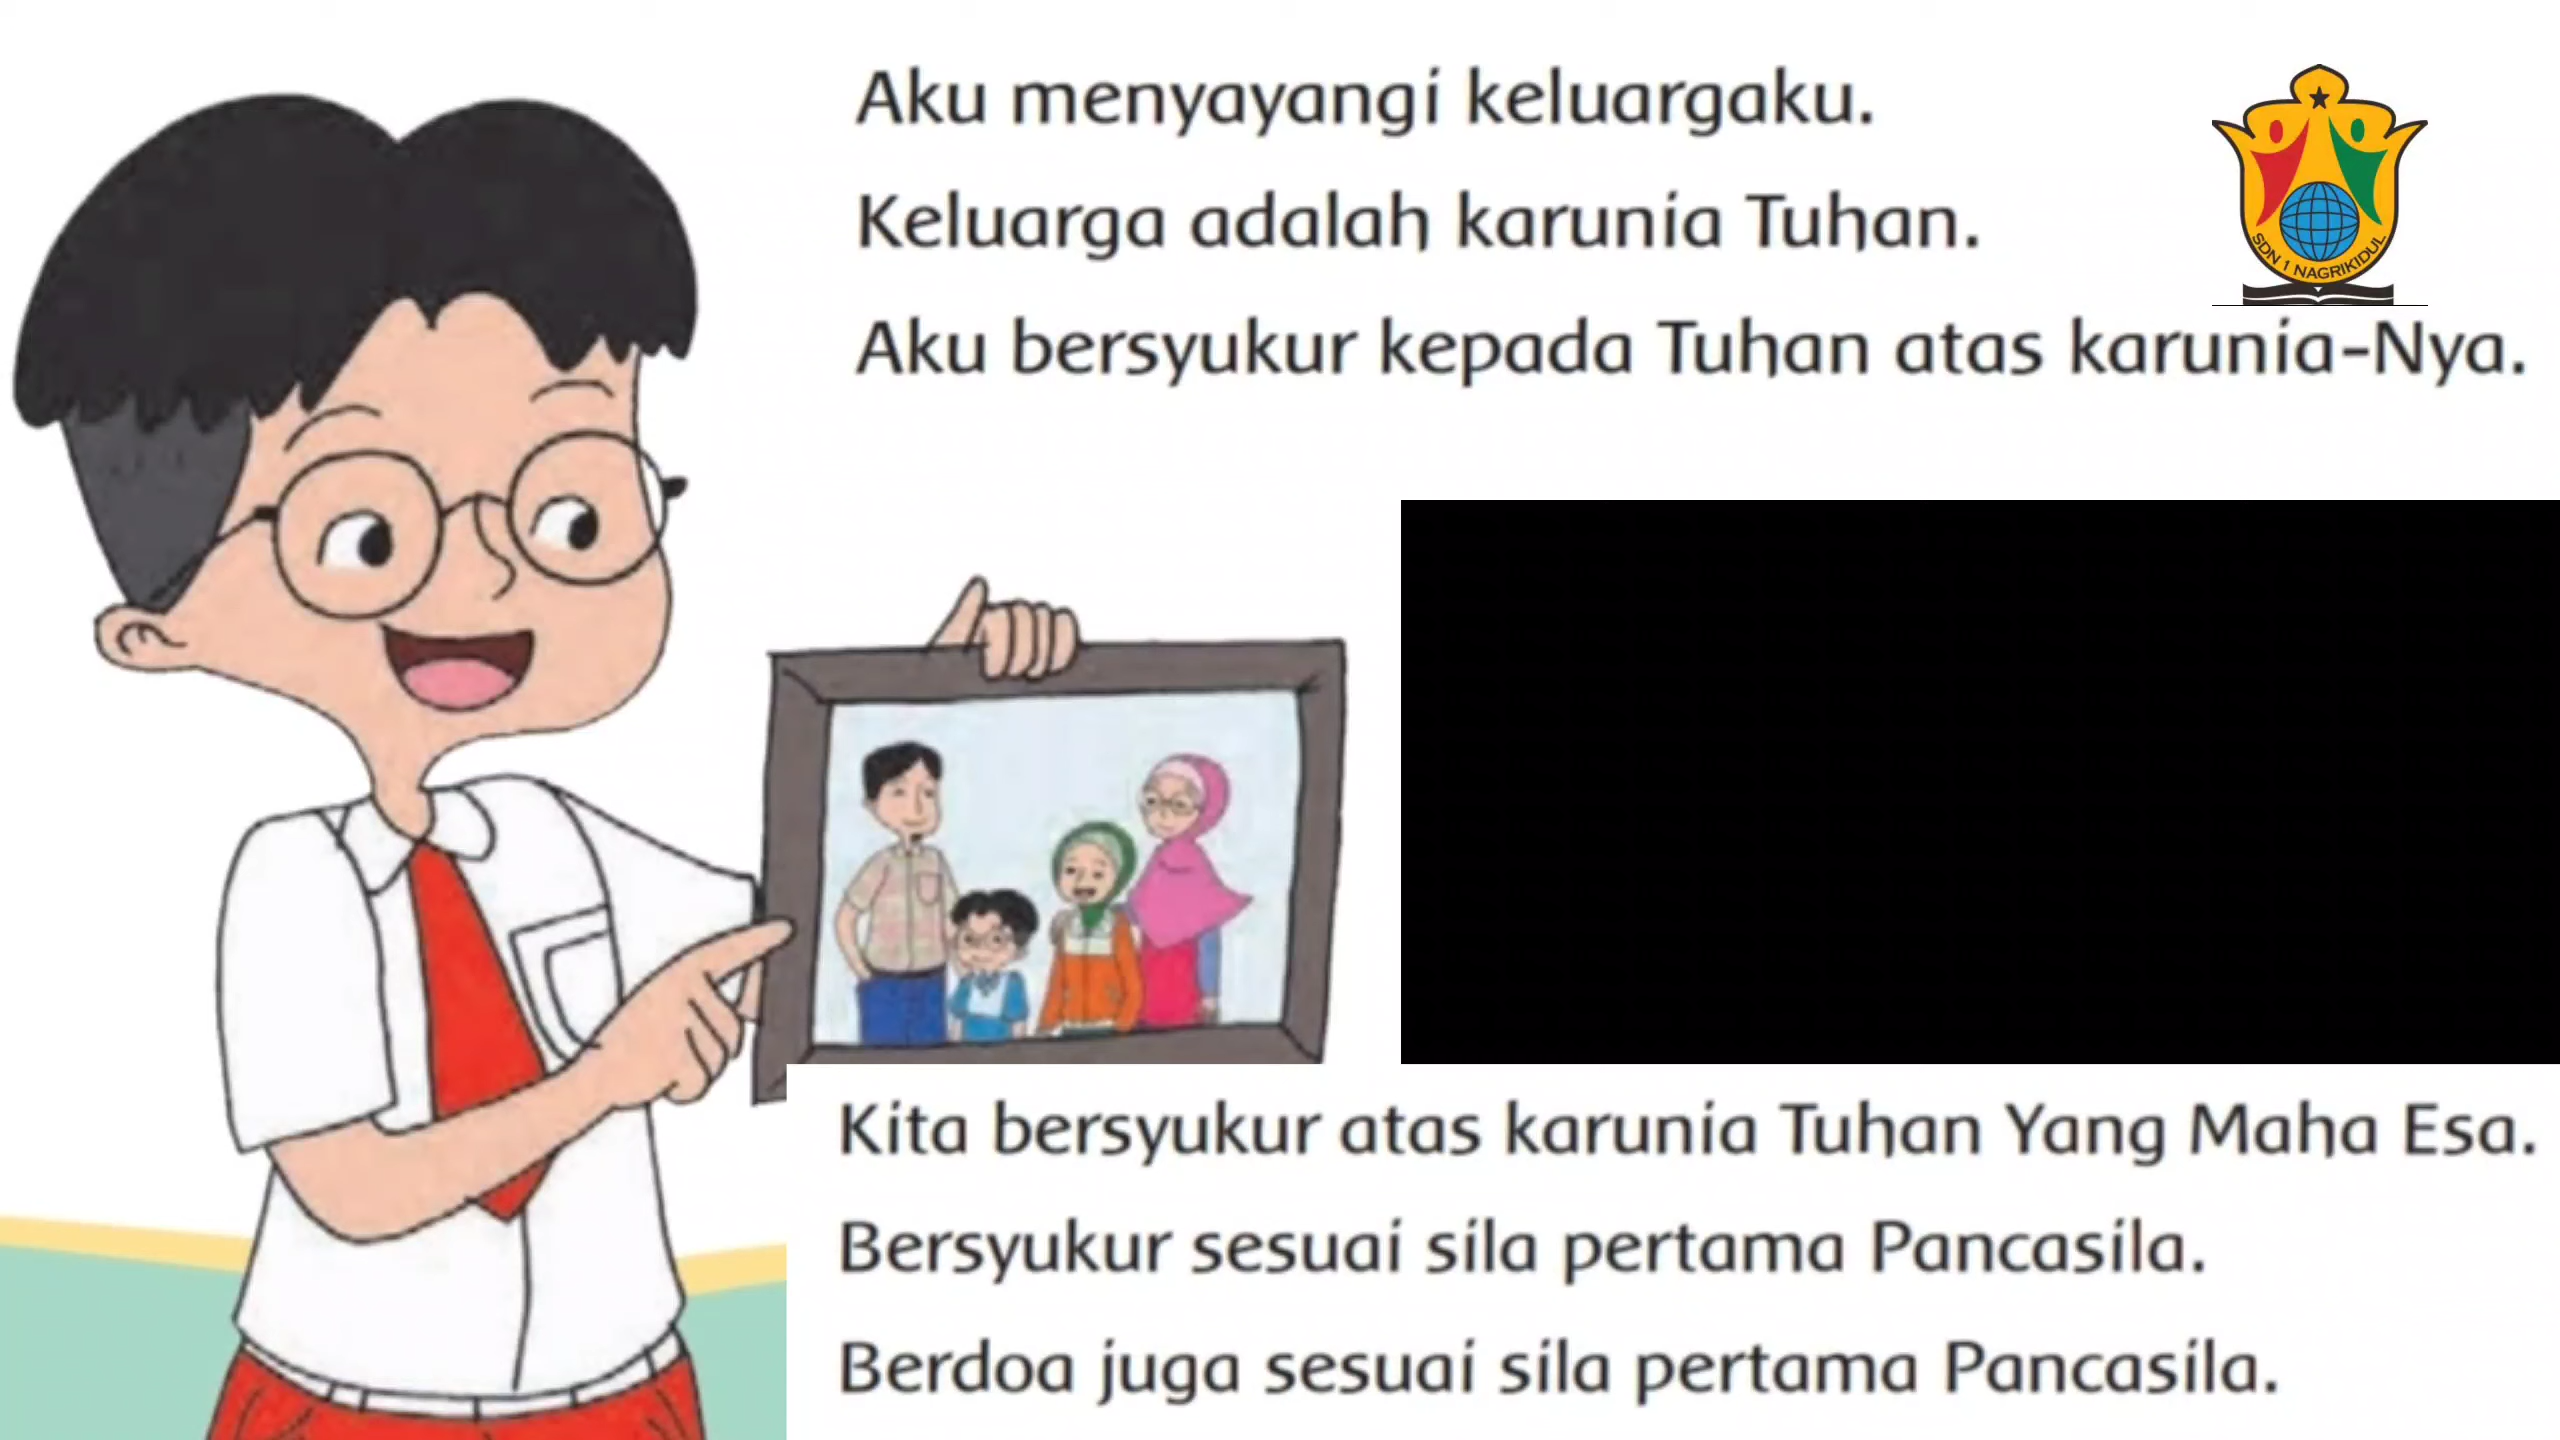 Aku menyayangi keluargaku.
Keluarga adalah karunia Tuhan.
SDN 1 NAGRIKIDUL
Aku bersyukur kepada Tuhan atas karunia-Nya.
Kita bersyukur atas karunia Tuhan Yang Maha Esa.
Bersyukur sesuai sila pertama Pancasila.
Berdoa juga sesuai sila pertama Pancasila.